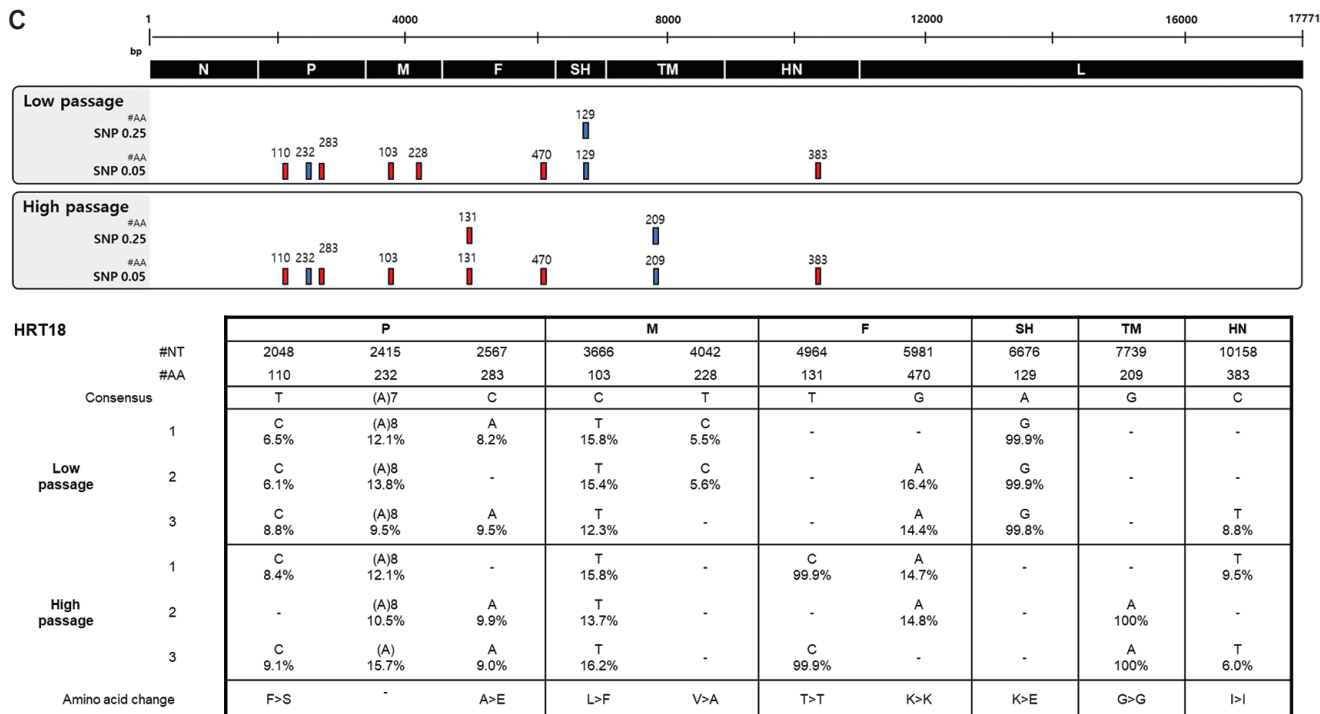 C
1 4000 8000 12000 16000 17771
bp
N P M F SH TM HN L
Low passage
#AA 129
SNP 0.25
#AA 110 232 283 103 228 470 129 383
SNP 0.05
High passage
#AA 131 209
SNP 0.25
#AA 110 232 283 103 131 470 209 383
SNP 0.05
HRT18 P M F SH TM HN
#NT 2048 2415 2567 3666 4042 4964 5981 6676 7739 10158
#AA 110 232 283 103 228 131 470 129 209 383
Consensus T (A)7 C C T T G A G C
1 C (A)8 A T C - - G - -
6.5% 12.1% 8.2% 15.8% 5.5% 99.9%
Low passage
2 C (A)8 - T C - A G - -
6.1% 13.8% 15.4% 5.6% 16.4% 99.9%
3 C (A)8 A T - - A G - T
8.8% 9.5% 9.5% 12.3% 14.4% 99.8% 8.8%
1 C (A)8 - T - C A - - T
8.4% 12.1% 15.8% 99.9% 14.7% 9.5%
High passage
2 - (A)8 A T - - A - A -
10.5% 9.9% 13.7% 14.8% 100%
3 C (A) A T - C - - A T
9.1% 15.7% 9.0% 16.2% 99.9% 100% 6.0%
Amino acid change F>S - A>E L>F V>A T>T K>K K>E G>G I>I